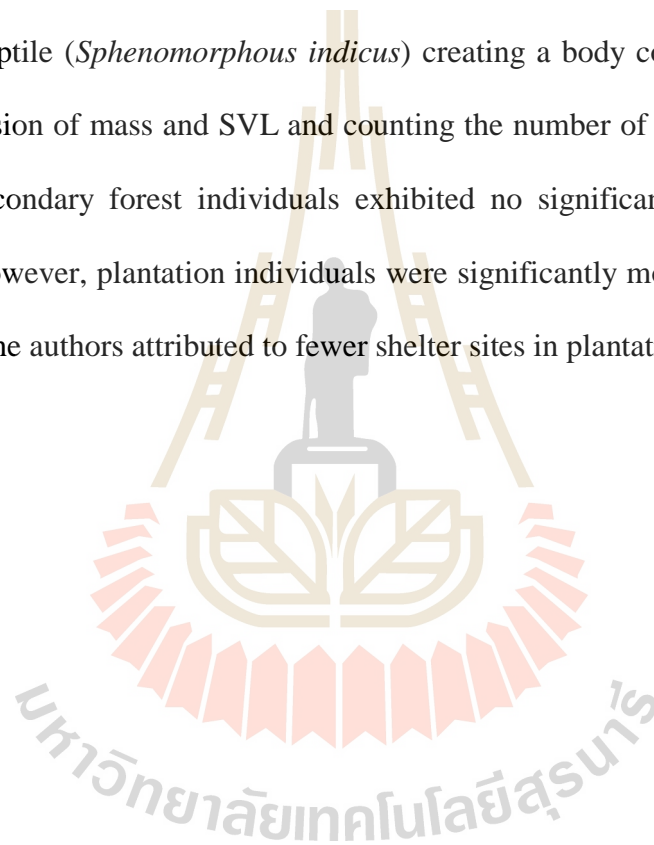 ptile (Sphenomorphous indicus) creating a body co
sion of mass and SVL and counting the number of
condary forest individuals exhibited no significan
owever, plantation individuals were significantly mo
ne authors attributed to fewer shelter sites in plantat
มหาวิทยาลัยเทคโนโลยีสุรนารี